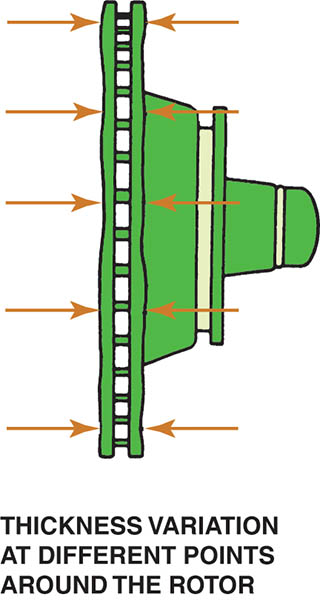 THICKNESS VARIATION
AT DIFFERENT POINTS
AROUND THE ROTOR